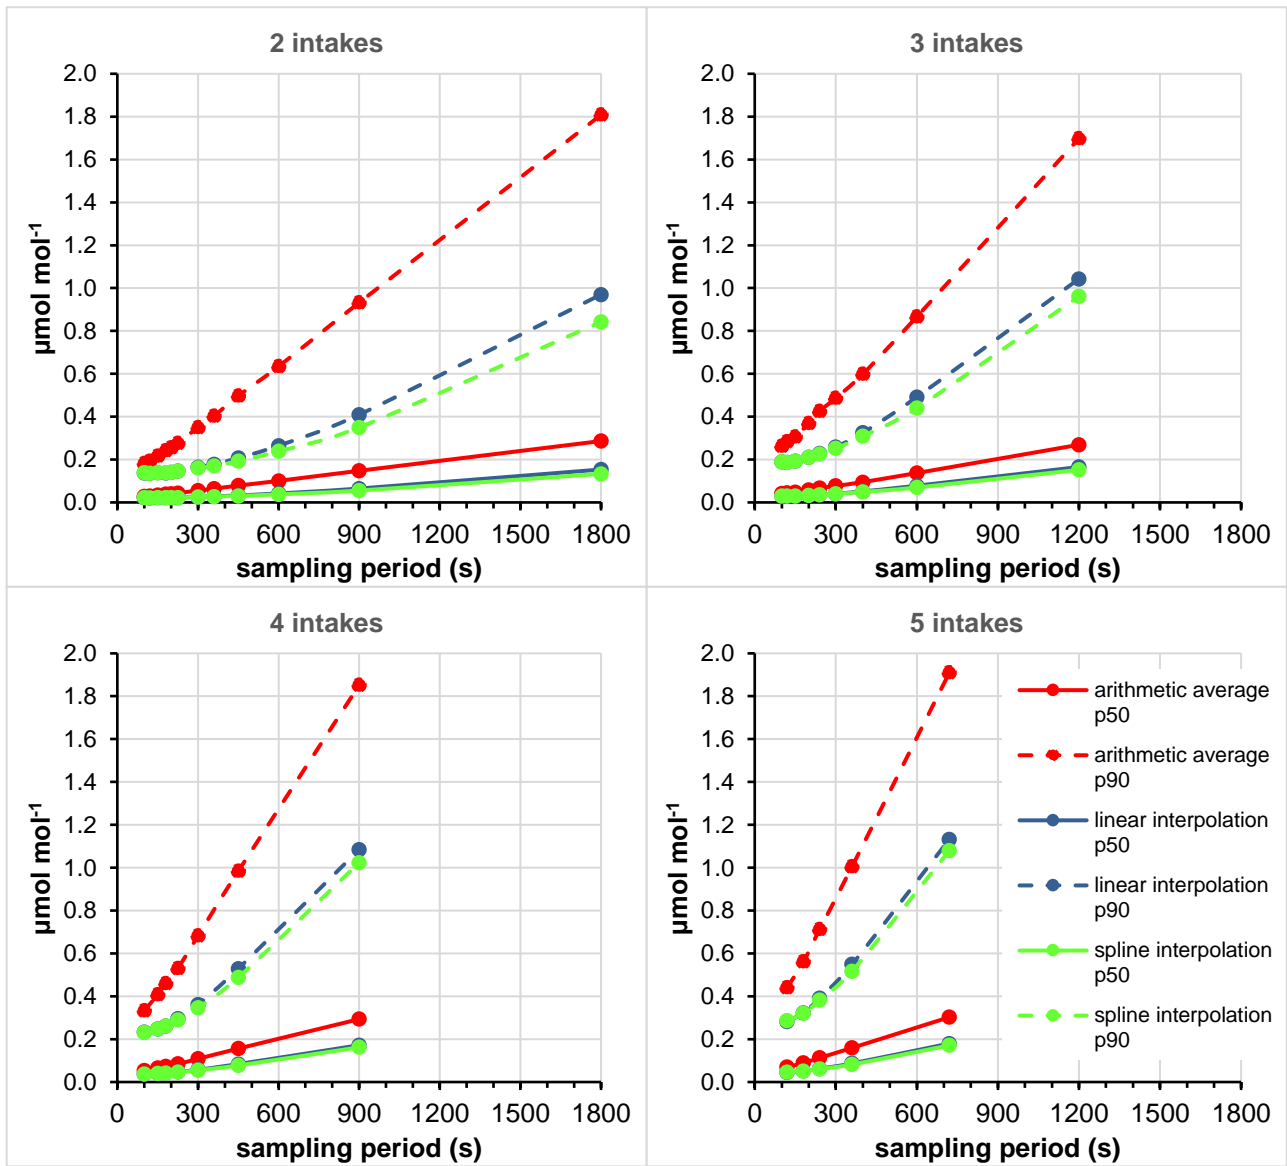 2 intakes
2.0
1.8
1.6
1.4
1.2
1.0
0.8
0.6
0.4
0.2
0.0
µmol mol-1
0 300 600 900 1200 1500 1800
sampling period (s)
3 intakes
2.0
1.8
1.6
1.4
1.2
1.0
0.8
0.6
0.4
0.2
0.0
µmol mol-1
0 300 600 900 1200 1500 1800
sampling period (s)
4 intakes
2.0
1.8
1.6
1.4
1.2
1.0
0.8
0.6
0.4
0.2
0.0
µmol mol-1
0 300 600 900 1200 1500 1800
sampling period (s)
5 intakes
2.0
1.8
1.6
1.4
1.2
1.0
0.8
0.6
0.4
0.2
0.0
µmol mol-1
0 300 600 900 1200 1500 1800
sampling period (s)
arithmetic average
p50
arithmetic average
p90
linear interpolation
p50
linear interpolation
p90
spline interpolation
p50
spline interpolation
p90